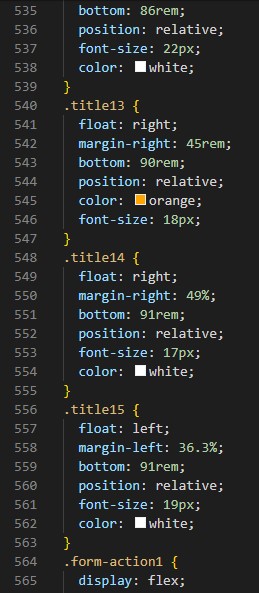 535 bottom: 86rem;
536 position: relative;
537 font-size: 22px;
538 color: white;
539 }
540 .title13 {
541 float: right;
542 margin-right: 45rem;
543 bottom: 90rem;
544 position: relative;
545 color: orange;
546 font-size: 18px;
547 }
548 .title14 {
549 float: right;
550 margin-right: 49%;
551 bottom: 91rem;
552 position: relative;
553 font-size: 17px;
554 color: white;
555 }
556 .title15 {
557 float: left;
558 margin-left: 36.3%;
559 bottom: 91rem;
560 position: relative;
561 font-size: 19px;
562 color: white;
563 }
564 .form-action1 {
565 display: flex;